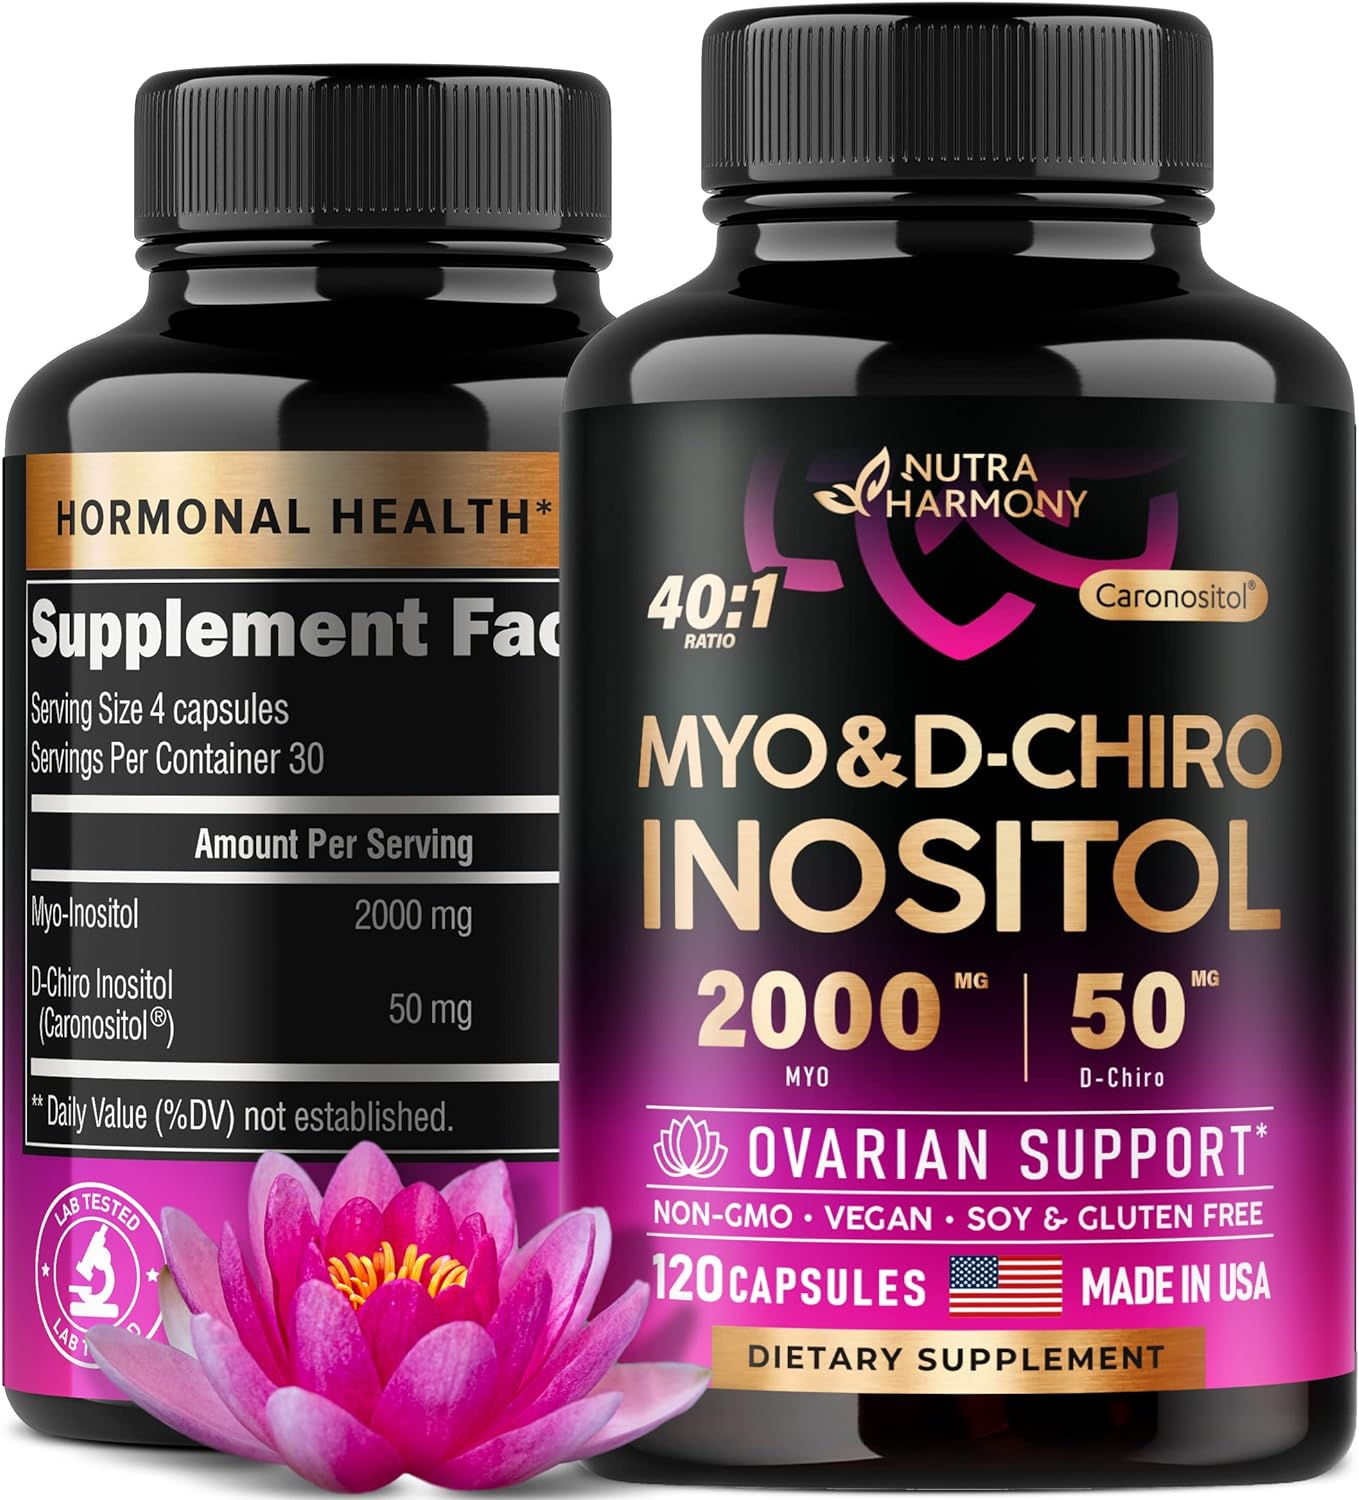 HORMONAL HEALTH*
Supplement Fac
Serving Size 4 capsules
Servings Per Container 30
Amount Per Serving
Myo-Inositol 2000 mg
D-Chiro Inositol
(Caronositol®) 50 mg
** Daily Value (%DV) not established.
LAB TESTED
LAB T
NUTRA
HARMONY
40:1
RATIO
Caronositol®
MYO&D-CHIRO
INOSITOL
2000 MG
MYO
50 MG
D-Chiro
OVARIAN SUPPORT*
NON-GMO • VEGAN • SOY & GLUTEN FREE
120 CAPSULES MADE IN USA
DIETARY SUPPLEMENT